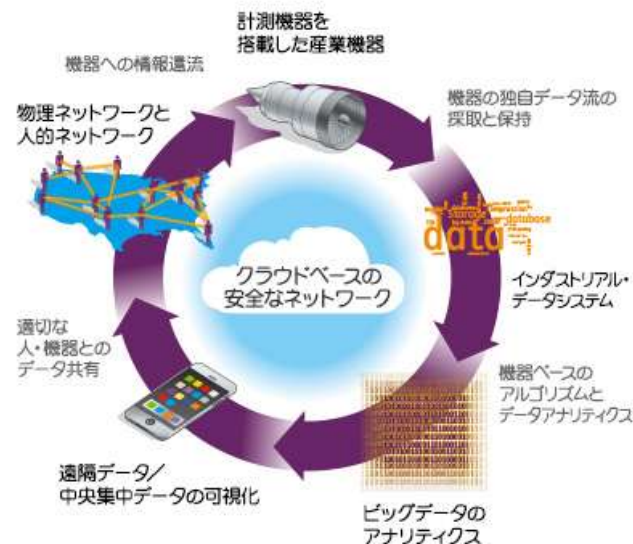 計測機器を
搭載した産業機器
機器への情報還流
機器の独自データ流の
採取と保持
物理ネットワークと
人的ネットワーク
Storage
database
data
クラウドベースの
安全なネットワーク
インダストリアル・
データシステム
適切な
人・機器との
データ共有
機器ベースの
アルゴリズムと
データアナリティクス
遠隔データ/
中央集中データの可視化
ビッグデータの
アナリティクス